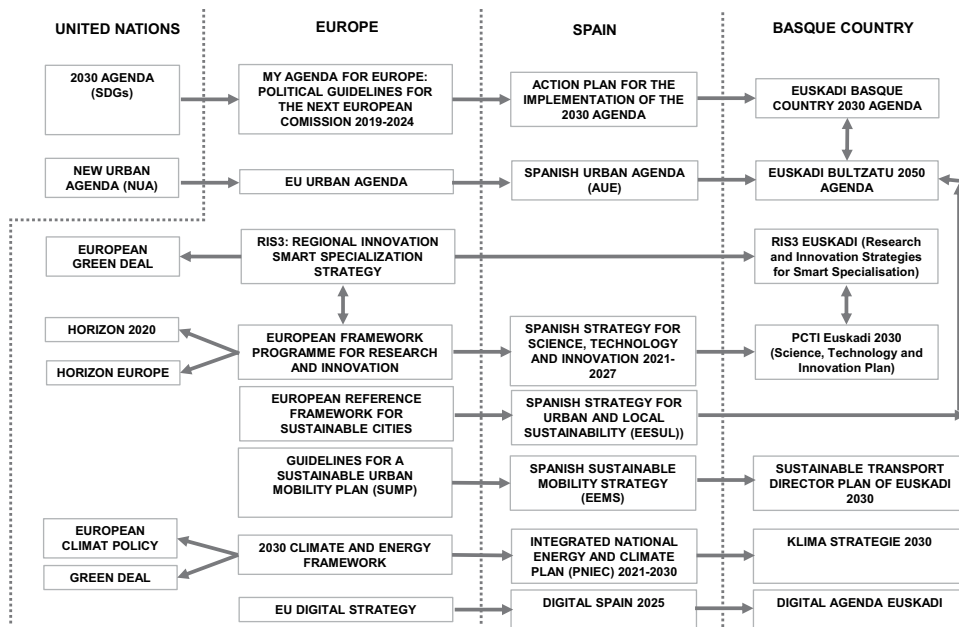 UNITED NATIONS
EUROPE
SPAIN
BASQUE COUNTRY
2030 AGENDA
(SDGs)
MY AGENDA FOR EUROPE:
POLITICAL GUIDELINES FOR
THE NEXT EUROPEAN
COMISSION 2019-2024
ACTION PLAN FOR THE
IMPLEMENTATION OF THE
2030 AGENDA
EUSKADI BASQUE
COUNTRY 2030 AGENDA
NEW URBAN
AGENDA (NUA)
EU URBAN AGENDA
SPANISH URBAN AGENDA
(AUE)
EUSKADI BULTZATU 2050
AGENDA
EUROPEAN
GREEN DEAL
RIS3: REGIONAL INNOVATION
SMART SPECIALIZATION
STRATEGY
RIS3 EUSKADI (Research
and Innovation Strategies
for Smart Specialisation)
HORIZON 2020
HORIZON EUROPE
EUROPEAN FRAMEWORK
PROGRAMME FOR RESEARCH
AND INNOVATION
SPANISH STRATEGY FOR
SCIENCE, TECHNOLOGY
AND INNOVATION 2021-
2027
PCTI Euskadi 2030
(Science, Technology and
Innovation Plan)
EUROPEAN REFERENCE
FRAMEWORK FOR
SUSTAINABLE CITIES
SPANISH STRATEGY FOR
URBAN AND LOCAL
SUSTAINABILITY (EESUL))
GUIDELINES FOR A
SUSTAINABLE URBAN
MOBILITY PLAN (SUMP)
SPANISH SUSTAINABLE
MOBILITY STRATEGY
(EEMS)
SUSTAINABLE TRANSPORT
DIRECTOR PLAN OF EUSKADI
2030
EUROPEAN
CLIMAT POLICY
GREEN DEAL
2030 CLIMATE AND ENERGY
FRAMEWORK
INTEGRATED NATIONAL
ENERGY AND CLIMATE
PLAN (PNIEC) 2021-2030
KLIMA STRATEGIE 2030
EU DIGITAL STRATEGY
DIGITAL SPAIN 2025
DIGITAL AGENDA EUSKADI